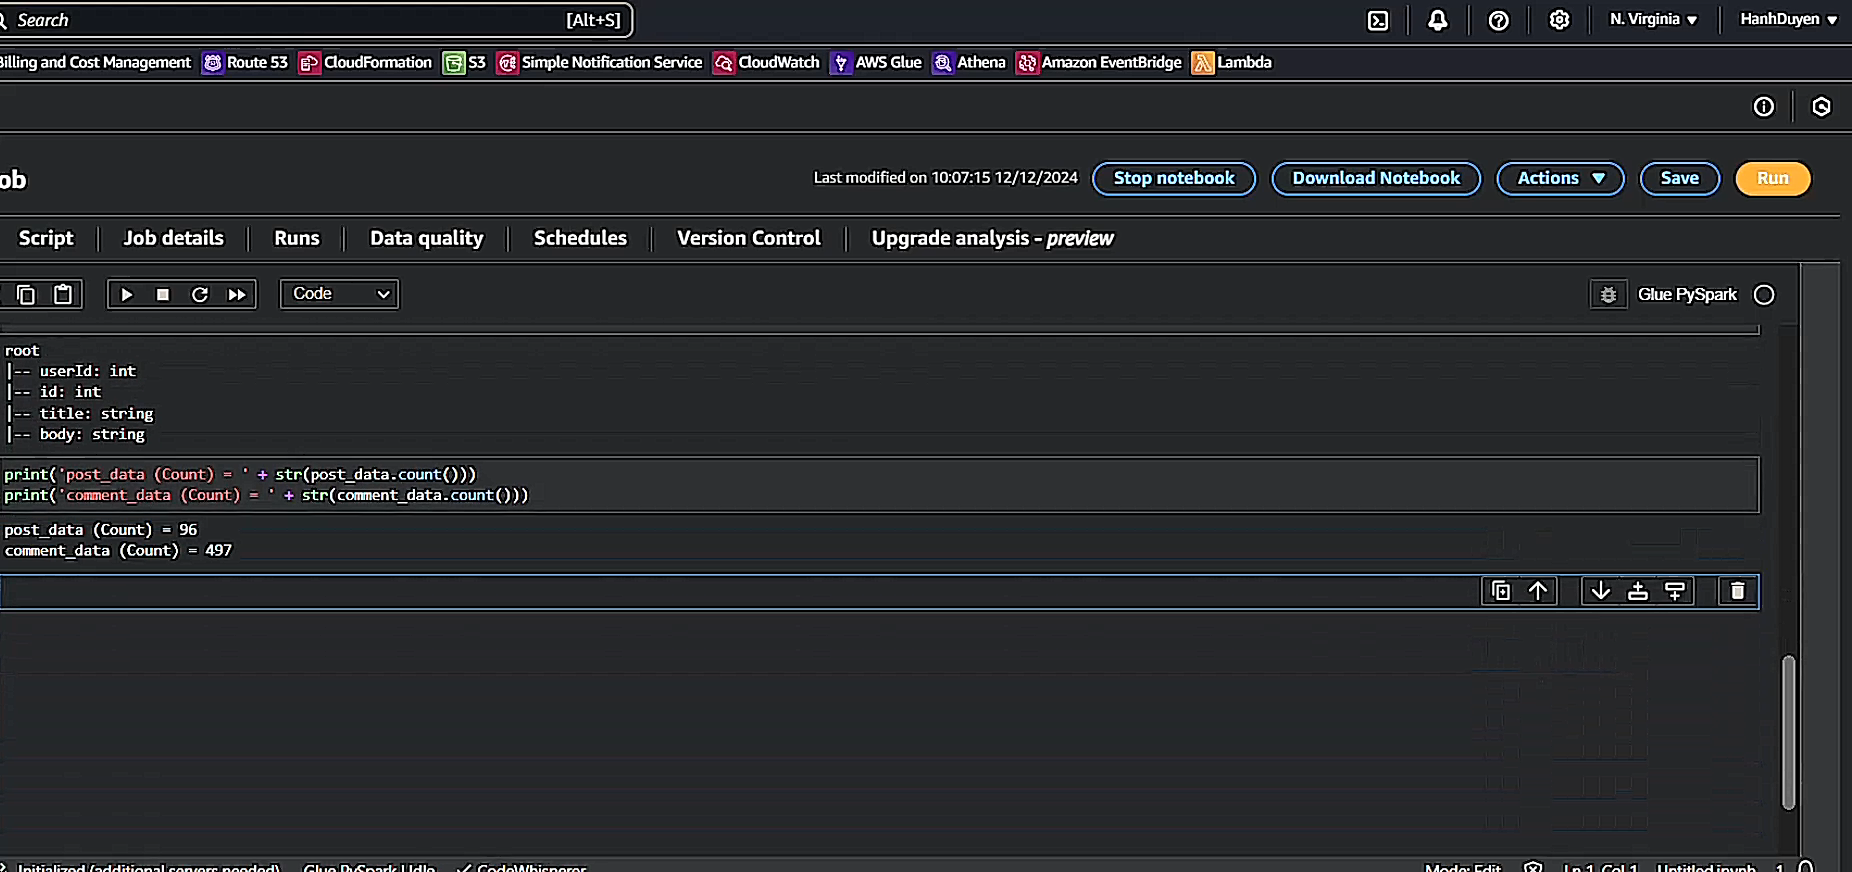 Search [Alt+S] N. Virginia ▼ HanhDuyen ▼
Billing and Cost Management Route 53 CloudFormation S3 Simple Notification Service CloudWatch AWS Glue Athena Amazon EventBridge Lambda
ob Last modified on 10:07:15 12/12/2024 Stop notebook Download Notebook Actions ▼ Save Run
Script Job details Runs Data quality Schedules Version Control Upgrade analysis - preview
Code Glue PySpark
root
|-- userId: int
|-- id: int
|-- title: string
|-- body: string
print('post_data (Count) = ' + str(post_data.count()))
print('comment_data (Count) = ' + str(comment_data.count()))
post_data (Count) = 96
comment_data (Count) = 497
Initialized (additional servers needed) Glue PySpark | Idle CodeWhisperer Mode: Edit Ln 1, Col 1 Untitled.ipynb 1